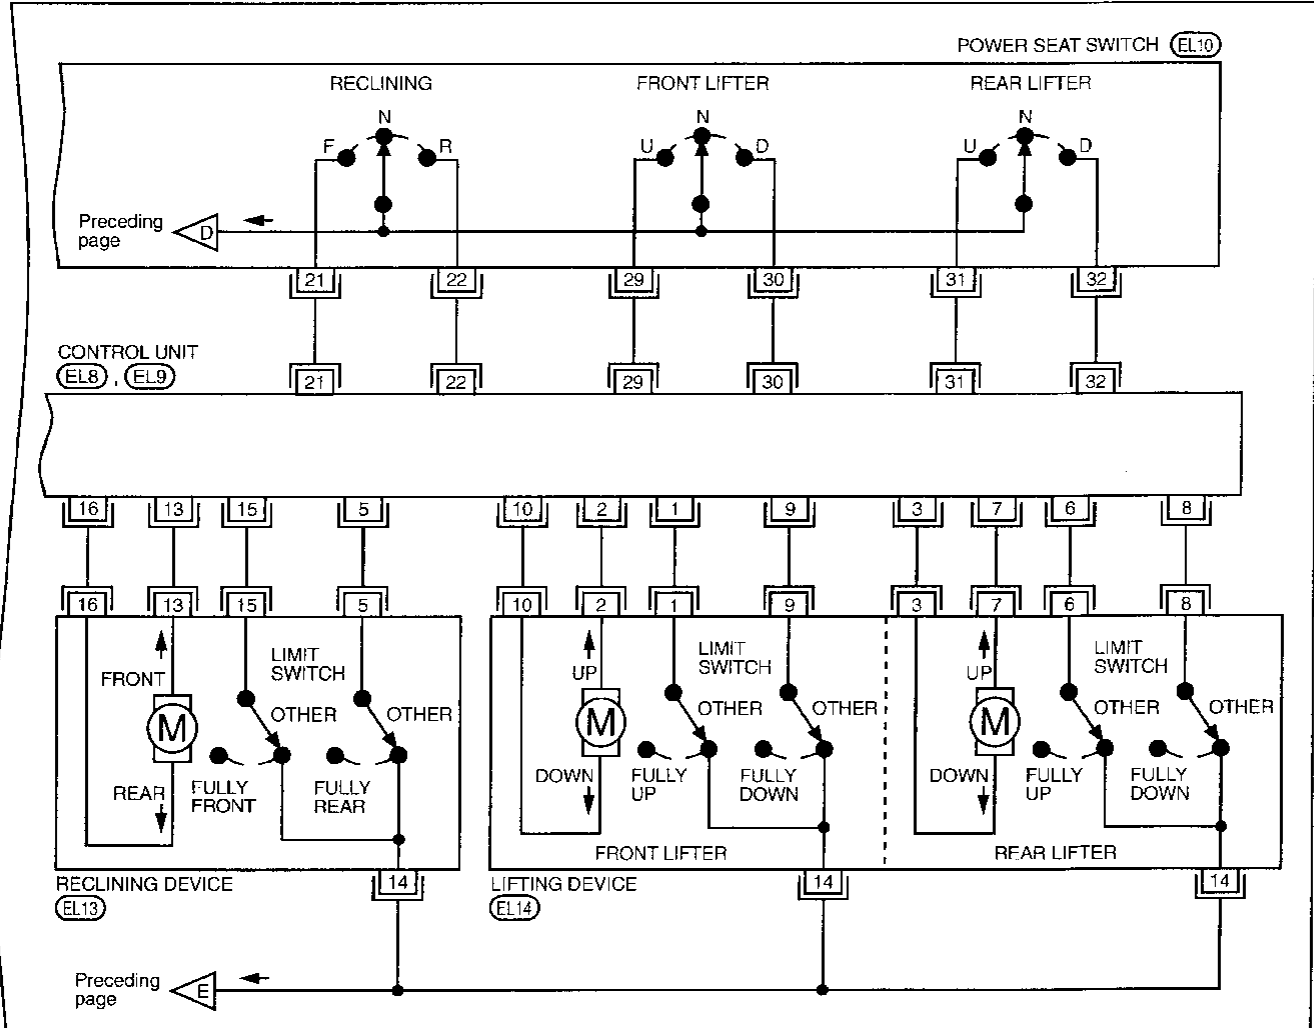 POWER SEAT SWITCH EL10
RECLINING FRONT LIFTER REAR LIFTER
N N N
F R U D U D
Preceding
page D
21 22 29 30 31 32
CONTROL UNIT
EL8 , EL9
21 22 29 30 31 32
16 13 15 5 10 2 1 9 3 7 6 8
16 13 15 5 10 2 1 9 3 7 6 8
FRONT LIMIT
SWITCH
UP LIMIT
SWITCH
UP LIMIT
SWITCH
M OTHER OTHER M OTHER OTHER M OTHER OTHER
REAR FULLY
FRONT
FULLY
REAR
DOWN FULLY
UP
FULLY
DOWN
DOWN FULLY
UP
FULLY
DOWN
FRONT LIFTER REAR LIFTER
RECLINING DEVICE 14 LIFTING DEVICE 14 14
EL13 EL14
Preceding
page E